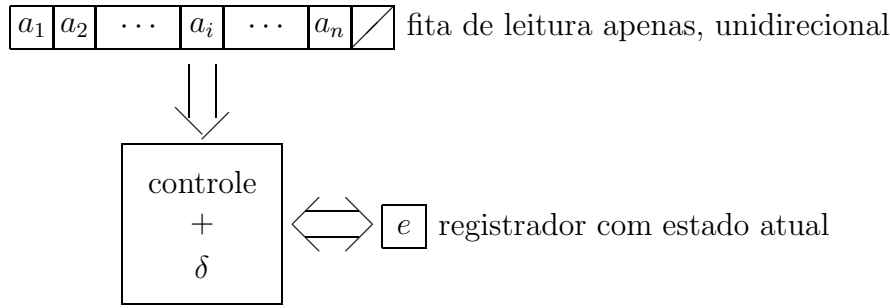 a₁ a₂ ⋯ aᵢ ⋯ aₙ fita de leitura apenas, unidirecional
controle
+
δ
e registrador com estado atual